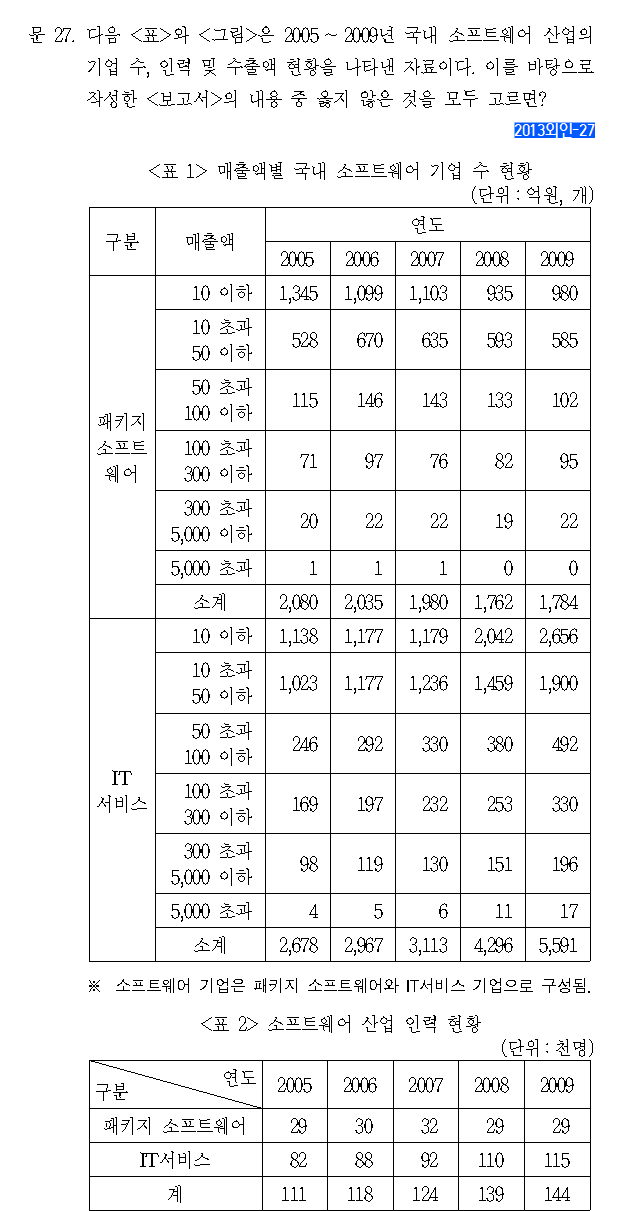 문 27. 다음 <표>와 <그림>은 2005 ~ 2009년 국내 소프트웨어 산업의
기업 수, 인력 및 수출액 현황을 나타낸 자료이다. 이를 바탕으로
작성한 <보고서>의 내용 중 옳지 않은 것을 모두 고르면?
2013외인-27
<표 1> 매출액별 국내 소프트웨어 기업 수 현황
(단위 : 억원, 개)
구분 매출액 연도
2005 2006 2007 2008 2009
패키지 소프트웨어
10 이하 1,345 1,099 1,103 935 980
10 초과
50 이하 528 670 635 593 585
50 초과
100 이하 115 146 143 133 102
100 초과
300 이하 71 97 76 82 95
300 초과
5,000 이하 20 22 22 19 22
5,000 초과 1 1 1 0 0
소계 2,080 2,035 1,980 1,762 1,784
IT 서비스
10 이하 1,138 1,177 1,179 2,042 2,656
10 초과
50 이하 1,023 1,177 1,236 1,459 1,900
50 초과
100 이하 246 292 330 380 492
100 초과
300 이하 169 197 232 253 330
300 초과
5,000 이하 98 119 130 151 196
5,000 초과 4 5 6 11 17
소계 2,678 2,967 3,113 4,296 5,591
※ 소프트웨어 기업은 패키지 소프트웨어와 IT서비스 기업으로 구성됨.
<표 2> 소프트웨어 산업 인력 현황
(단위 : 천명)
구분 연도 2005 2006 2007 2008 2009
패키지 소프트웨어 29 30 32 29 29
IT서비스 82 88 92 110 115
계 111 118 124 139 144